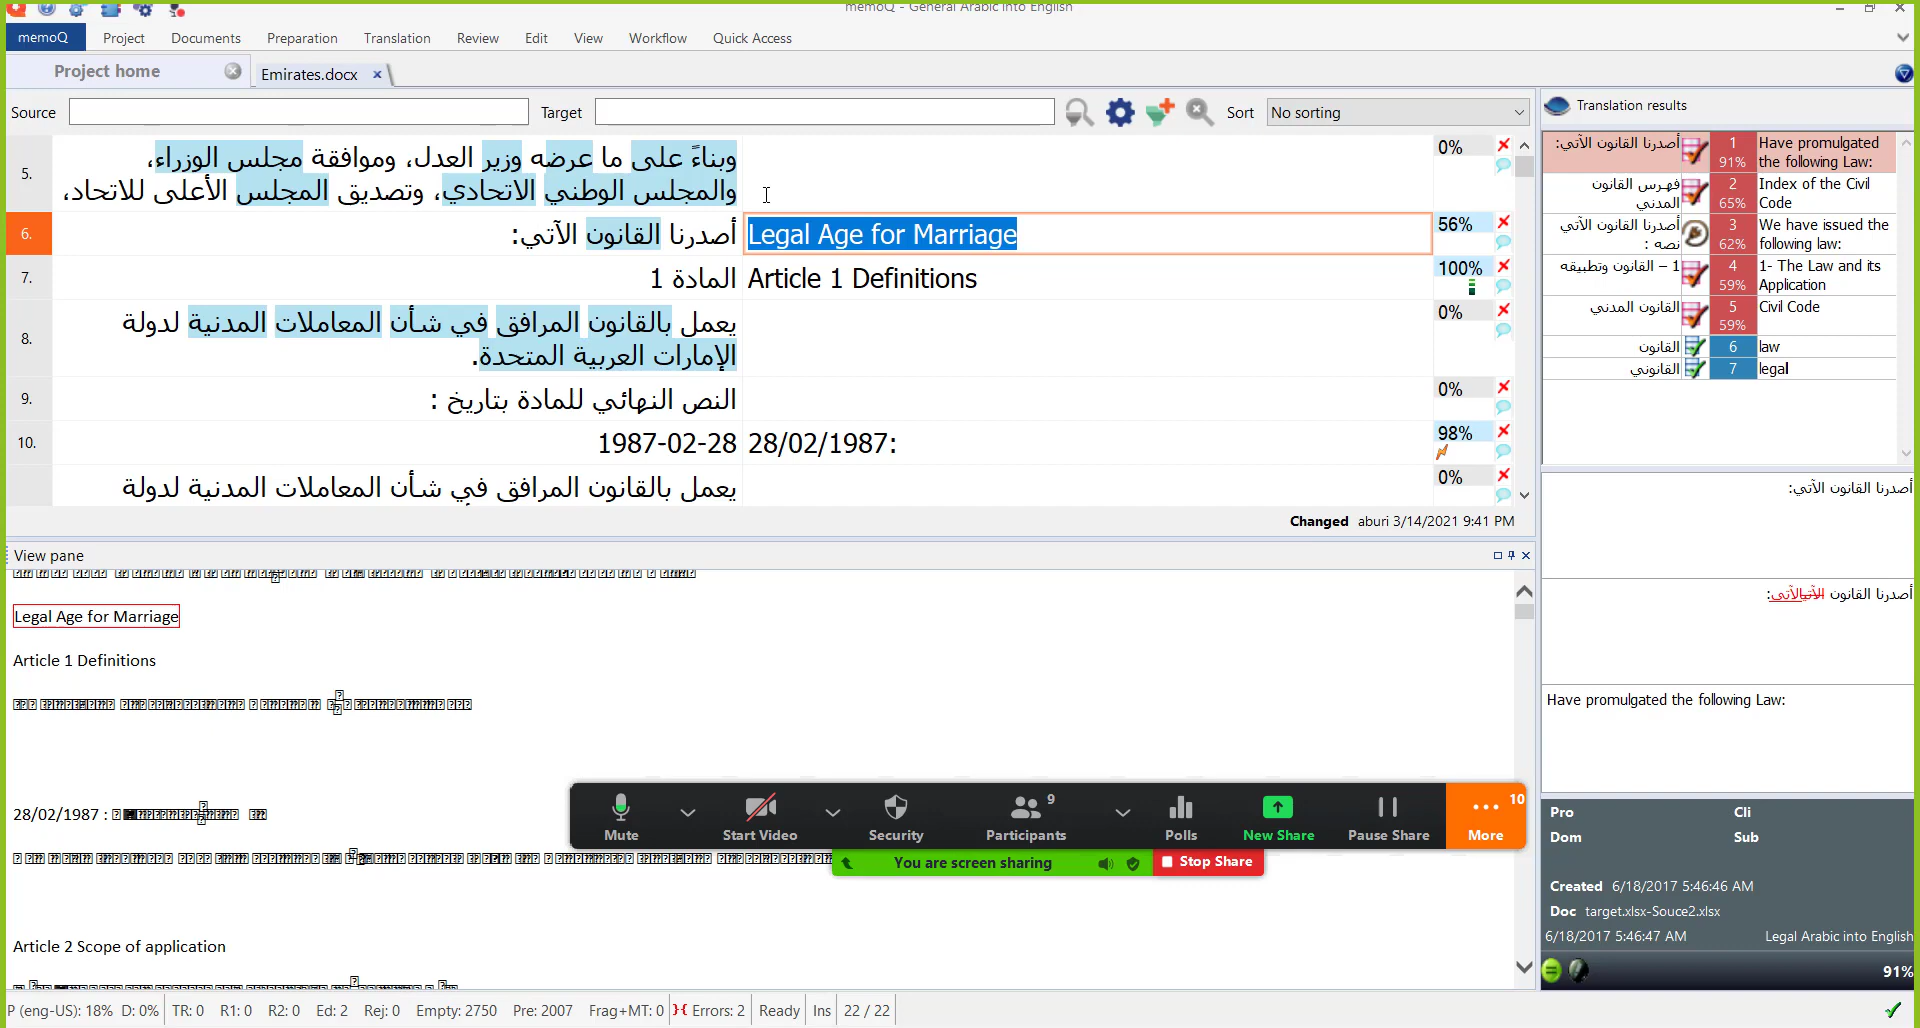 memoQ - General Arabic into English
memoQ Project Documents Preparation Translation Review Edit View Workflow Quick Access
Project home Emirates.docx
Source Target Sort No sorting
5. وبناءً على ما عرضه وزير العدل، وموافقة مجلس الوزراء، 0%
والمجلس الوطني الاتحادي، وتصديق المجلس الأعلى للاتحاد،
6. أصدرنا القانون الآتي: Legal Age for Marriage 56%
7. المادة 1 Article 1 Definitions 100%
8. يعمل بالقانون المرافق في شأن المعاملات المدنية لدولة 0%
الإمارات العربية المتحدة.
9. النص النهائي للمادة بتاريخ : 0%
10. 1987-02-28 28/02/1987: 98%
يعمل بالقانون المرافق في شأن المعاملات المدنية لدولة 0%
Changed aburi 3/14/2021 9:41 PM
View pane
Legal Age for Marriage
Article 1 Definitions
28/02/1987 :
Article 2 Scope of application
Mute Start Video Security Participants 9 Polls New Share Pause Share More 10
You are screen sharing Stop Share
Translation results
أصدرنا القانون الآتي: 1 Have promulgated
91% the following Law:
فهرس القانون 2 Index of the Civil
المدني 65% Code
أصدرنا القانون الآتي 3 We have issued the
نصه : 62% following law:
1 – القانون وتطبيقه 4 1- The Law and its
59% Application
القانون المدني 5 Civil Code
59%
القانون 6 law
القانوني 7 legal
أصدرنا القانون الآتي:
أصدرنا القانون الآتيالآتى:
Have promulgated the following Law:
Pro Cli
Dom Sub
Created 6/18/2017 5:46:46 AM
Doc target.xlsx-Souce2.xlsx
6/18/2017 5:46:47 AM Legal Arabic into English
91%
P (eng-US): 18% D: 0% TR: 0 R1: 0 R2: 0 Ed: 2 Rej: 0 Empty: 2750 Pre: 2007 Frag+MT: 0 Errors: 2 Ready Ins 22 / 22